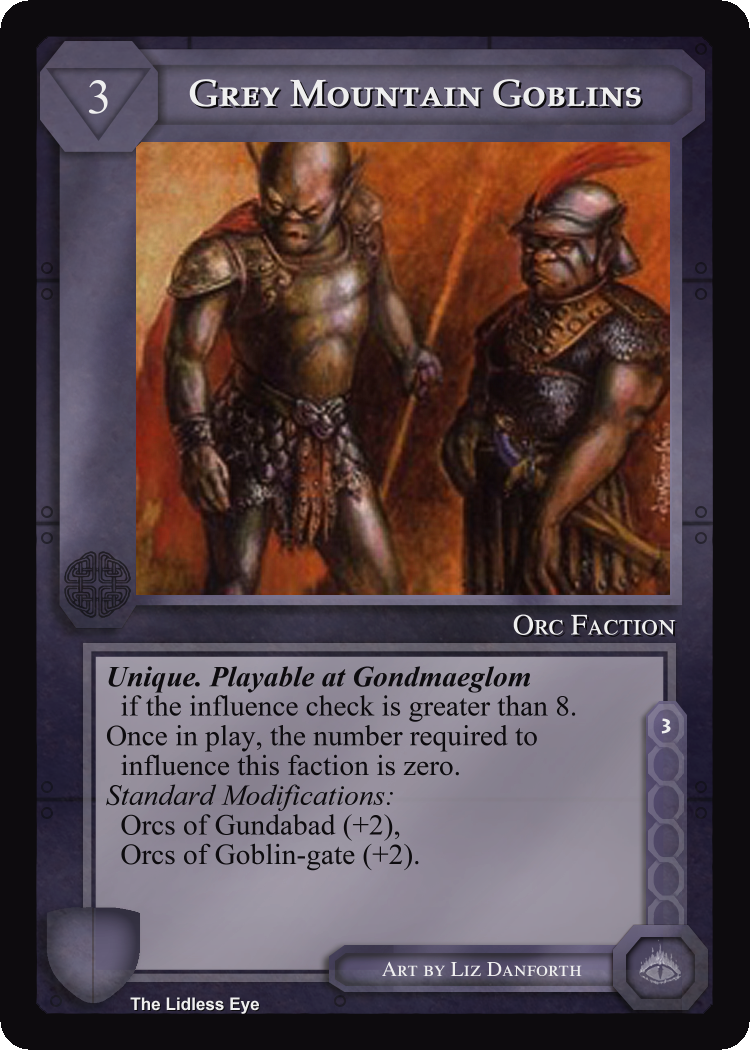 3
Grey Mountain Goblins
Orc Faction
Unique. Playable at Gondmaeglom
if the influence check is greater than 8.
Once in play, the number required to
influence this faction is zero.
Standard Modifications:
Orcs of Gundabad (+2),
Orcs of Goblin-gate (+2).
3
Art by Liz Danforth
The Lidless Eye